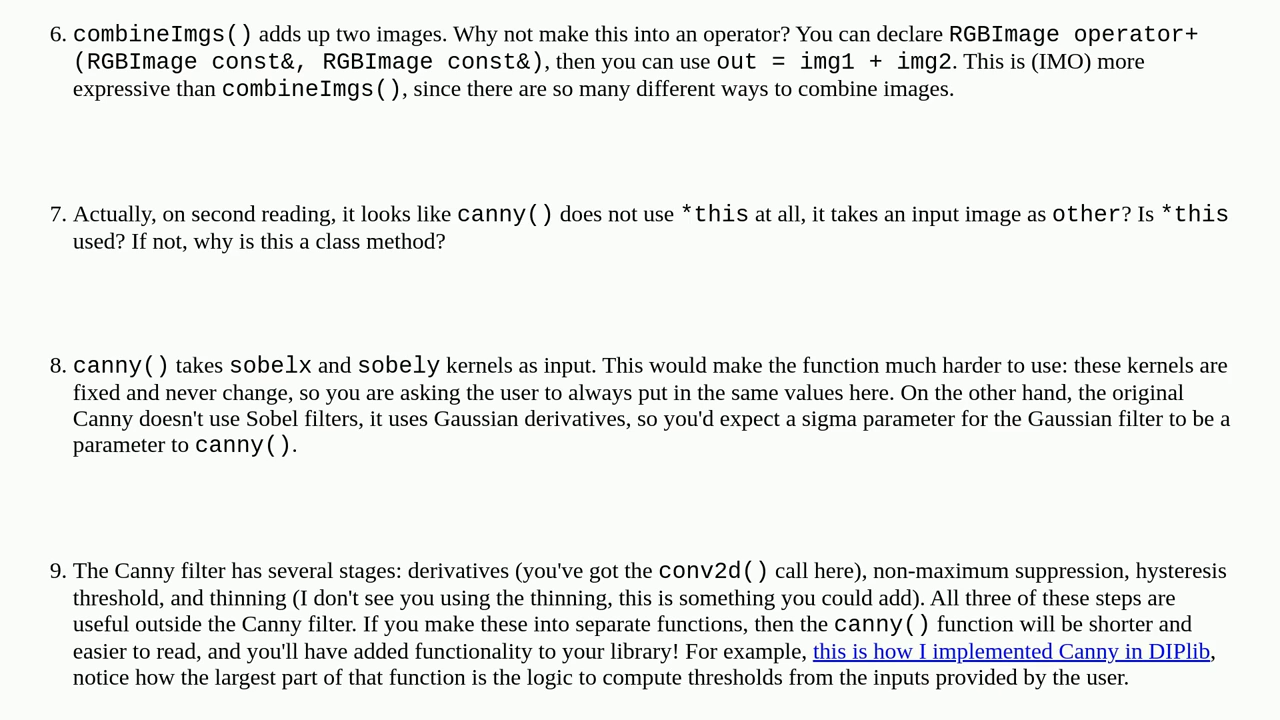 6. combineImgs() adds up two images. Why not make this into an operator? You can declare RGBImage operator+
(RGBImage const&, RGBImage const&), then you can use out = img1 + img2. This is (IMO) more
expressive than combineImgs(), since there are so many different ways to combine images.
7. Actually, on second reading, it looks like canny() does not use *this at all, it takes an input image as other? Is *this
used? If not, why is this a class method?
8. canny() takes sobelx and sobely kernels as input. This would make the function much harder to use: these kernels are
fixed and never change, so you are asking the user to always put in the same values here. On the other hand, the original
Canny doesn't use Sobel filters, it uses Gaussian derivatives, so you'd expect a sigma parameter for the Gaussian filter to be a
parameter to canny().
9. The Canny filter has several stages: derivatives (you've got the conv2d() call here), non-maximum suppression, hysteresis
threshold, and thinning (I don't see you using the thinning, this is something you could add). All three of these steps are
useful outside the Canny filter. If you make these into separate functions, then the canny() function will be shorter and
easier to read, and you'll have added functionality to your library! For example, this is how I implemented Canny in DIPlib,
notice how the largest part of that function is the logic to compute thresholds from the inputs provided by the user.